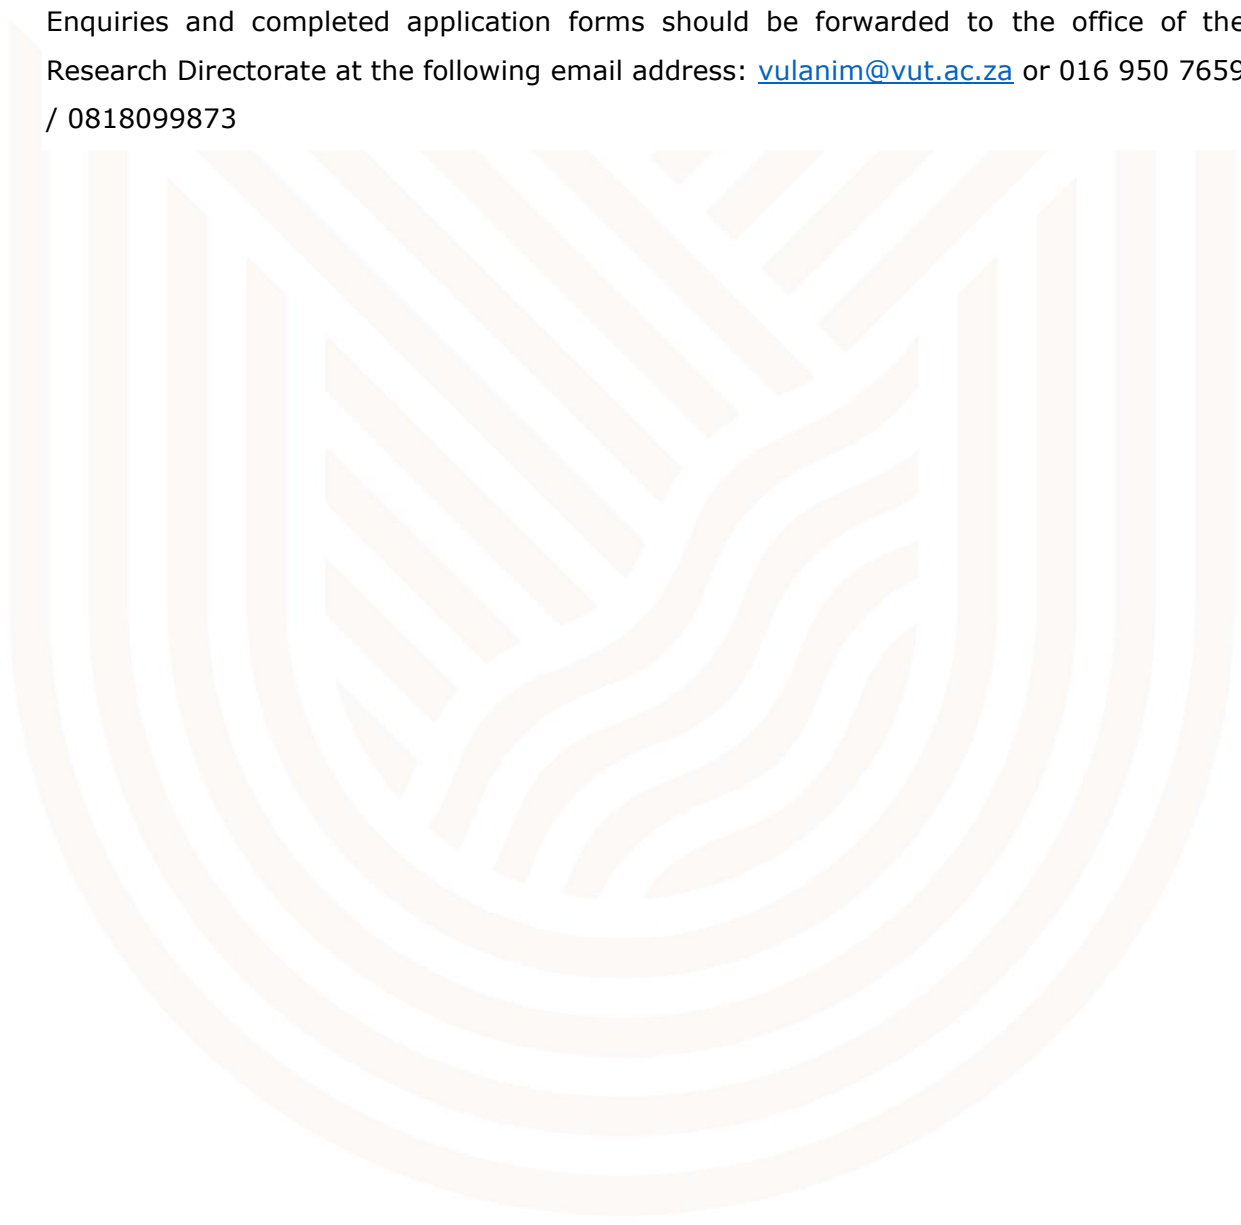 Enquiries and completed application forms should be forwarded to the office of the
Research Directorate at the following email address: vulanim@vut.ac.za or 016 950 7659
/ 0818099873